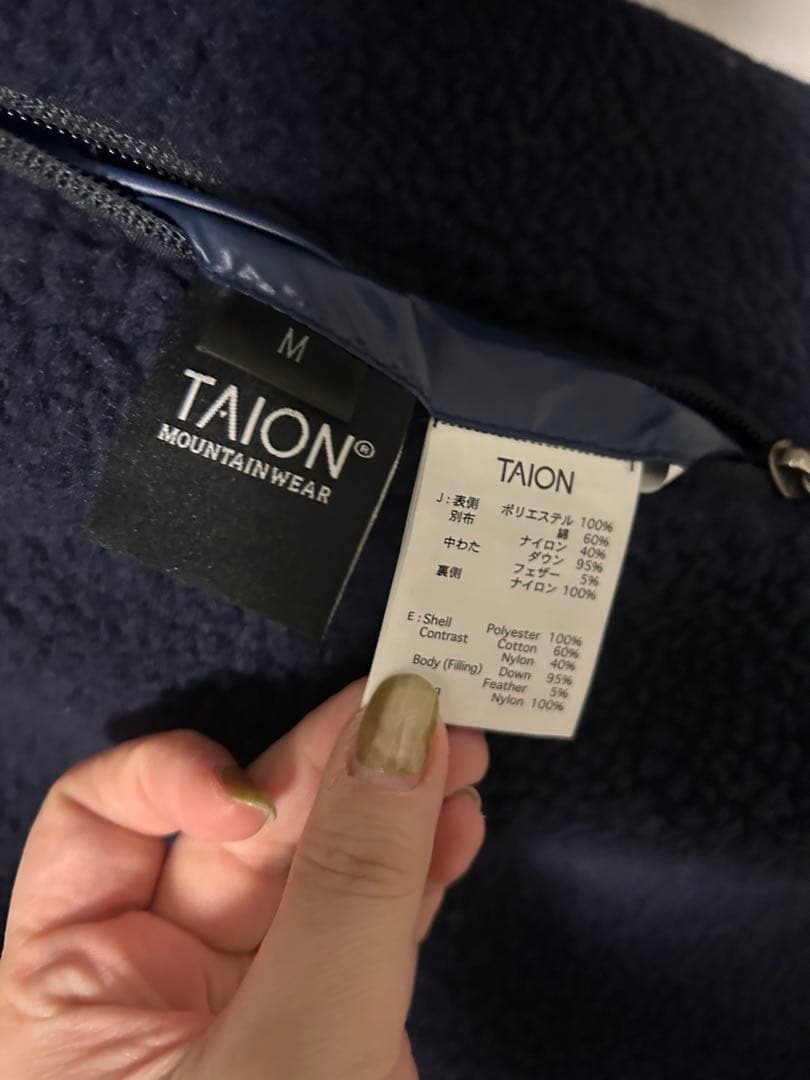 M
TAION®
MOUNTAINWEAR
TAION
J:表側 ポリエステル 100%
別布 綿 60%
ナイロン 40%
中わた ダウン 95%
フェザー 5%
裏側 ナイロン 100%
E:Shell Polyester 100%
Contrast Cotton 60%
Nylon 40%
Body (Filling) Down 95%
Feather 5%
Nylon 100%